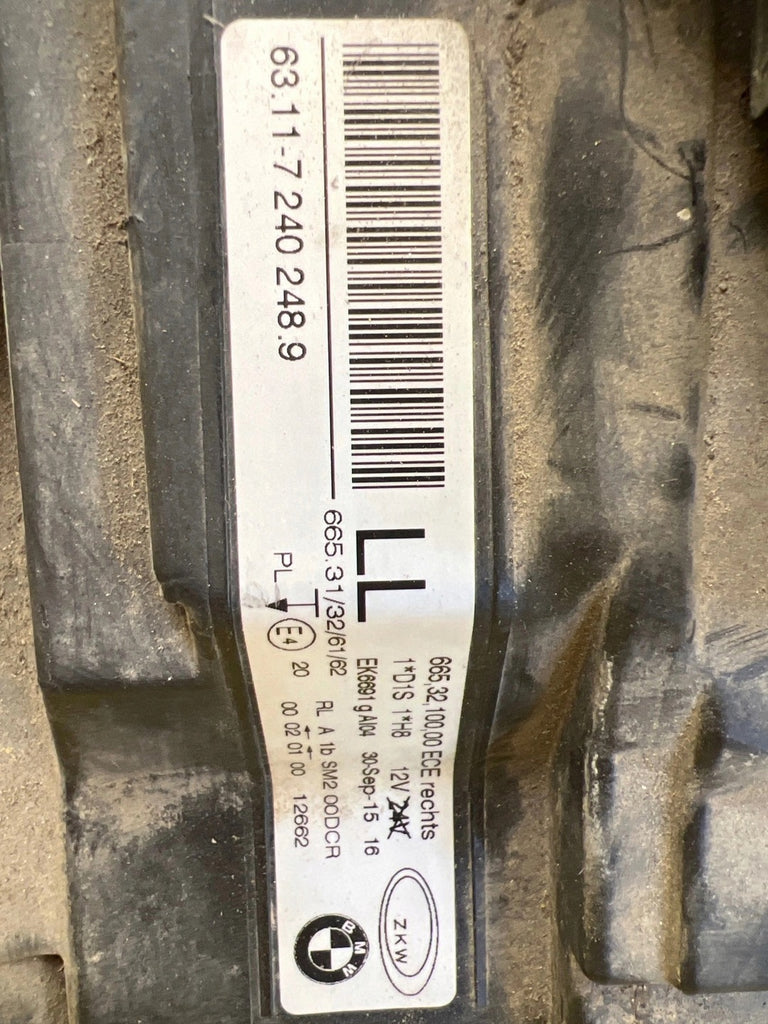 LL
665,32,100,00 ECE rechts
1*D1S 1*H8 12V 24V
EK6691 g AI04 30-Sep-15 16
ZKW
63.11-7 240 248.9
665.31/32/61/62
RL A 1b SM2 00DCR
PL E4 20 00 02 01 00 12662
BMW